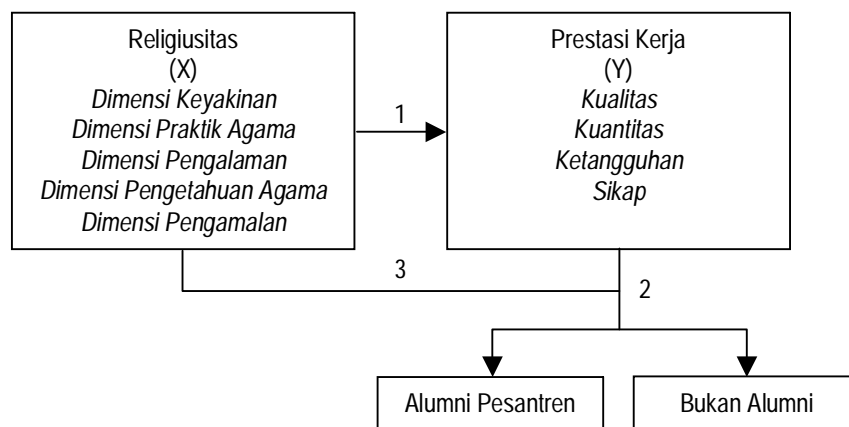 Religiusitas
(X)
Dimensi Keyakinan
Dimensi Praktik Agama
Dimensi Pengalaman
Dimensi Pengetahuan Agama
Dimensi Pengamalan
1
Prestasi Kerja
(Y)
Kualitas
Kuantitas
Ketangguhan
Sikap
3
2
Alumni Pesantren
Bukan Alumni